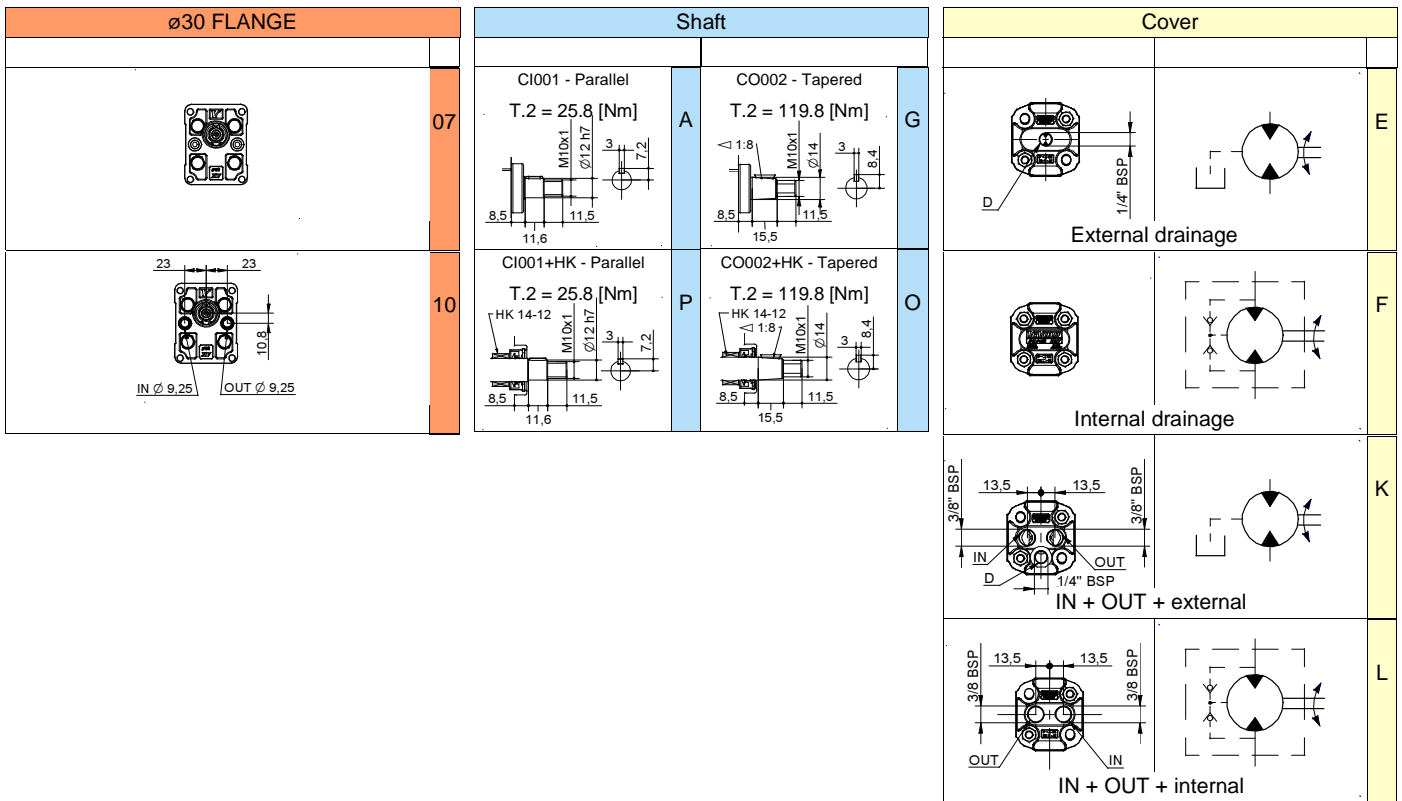 ø30 FLANGE
07
23
23
10,8
IN Ø 9,25
OUT Ø 9,25
10
Shaft
CI001 - Parallel
T.2 = 25.8 [Nm]
M10x1
Ø12 h7
3
7,2
8,5
11,5
11,6
A
CO002 - Tapered
T.2 = 119.8 [Nm]
1:8
M10x1
Ø14
3
8,4
8,5
11,5
15,5
G
CI001+HK - Parallel
T.2 = 25.8 [Nm]
HK 14-12
M10x1
Ø12 h7
3
7,2
8,5
11,5
11,6
P
CO002+HK - Tapered
T.2 = 119.8 [Nm]
HK 14-12
1:8
M10x1
Ø14
3
8,4
8,5
11,5
15,5
O
Cover
D
1/4" BSP
External drainage
E
Internal drainage
F
3/8" BSP
13,5
13,5
3/8" BSP
IN
OUT
D
1/4" BSP
IN + OUT + external
K
3/8 BSP
13,5
13,5
3/8 BSP
OUT
IN
IN + OUT + internal
L